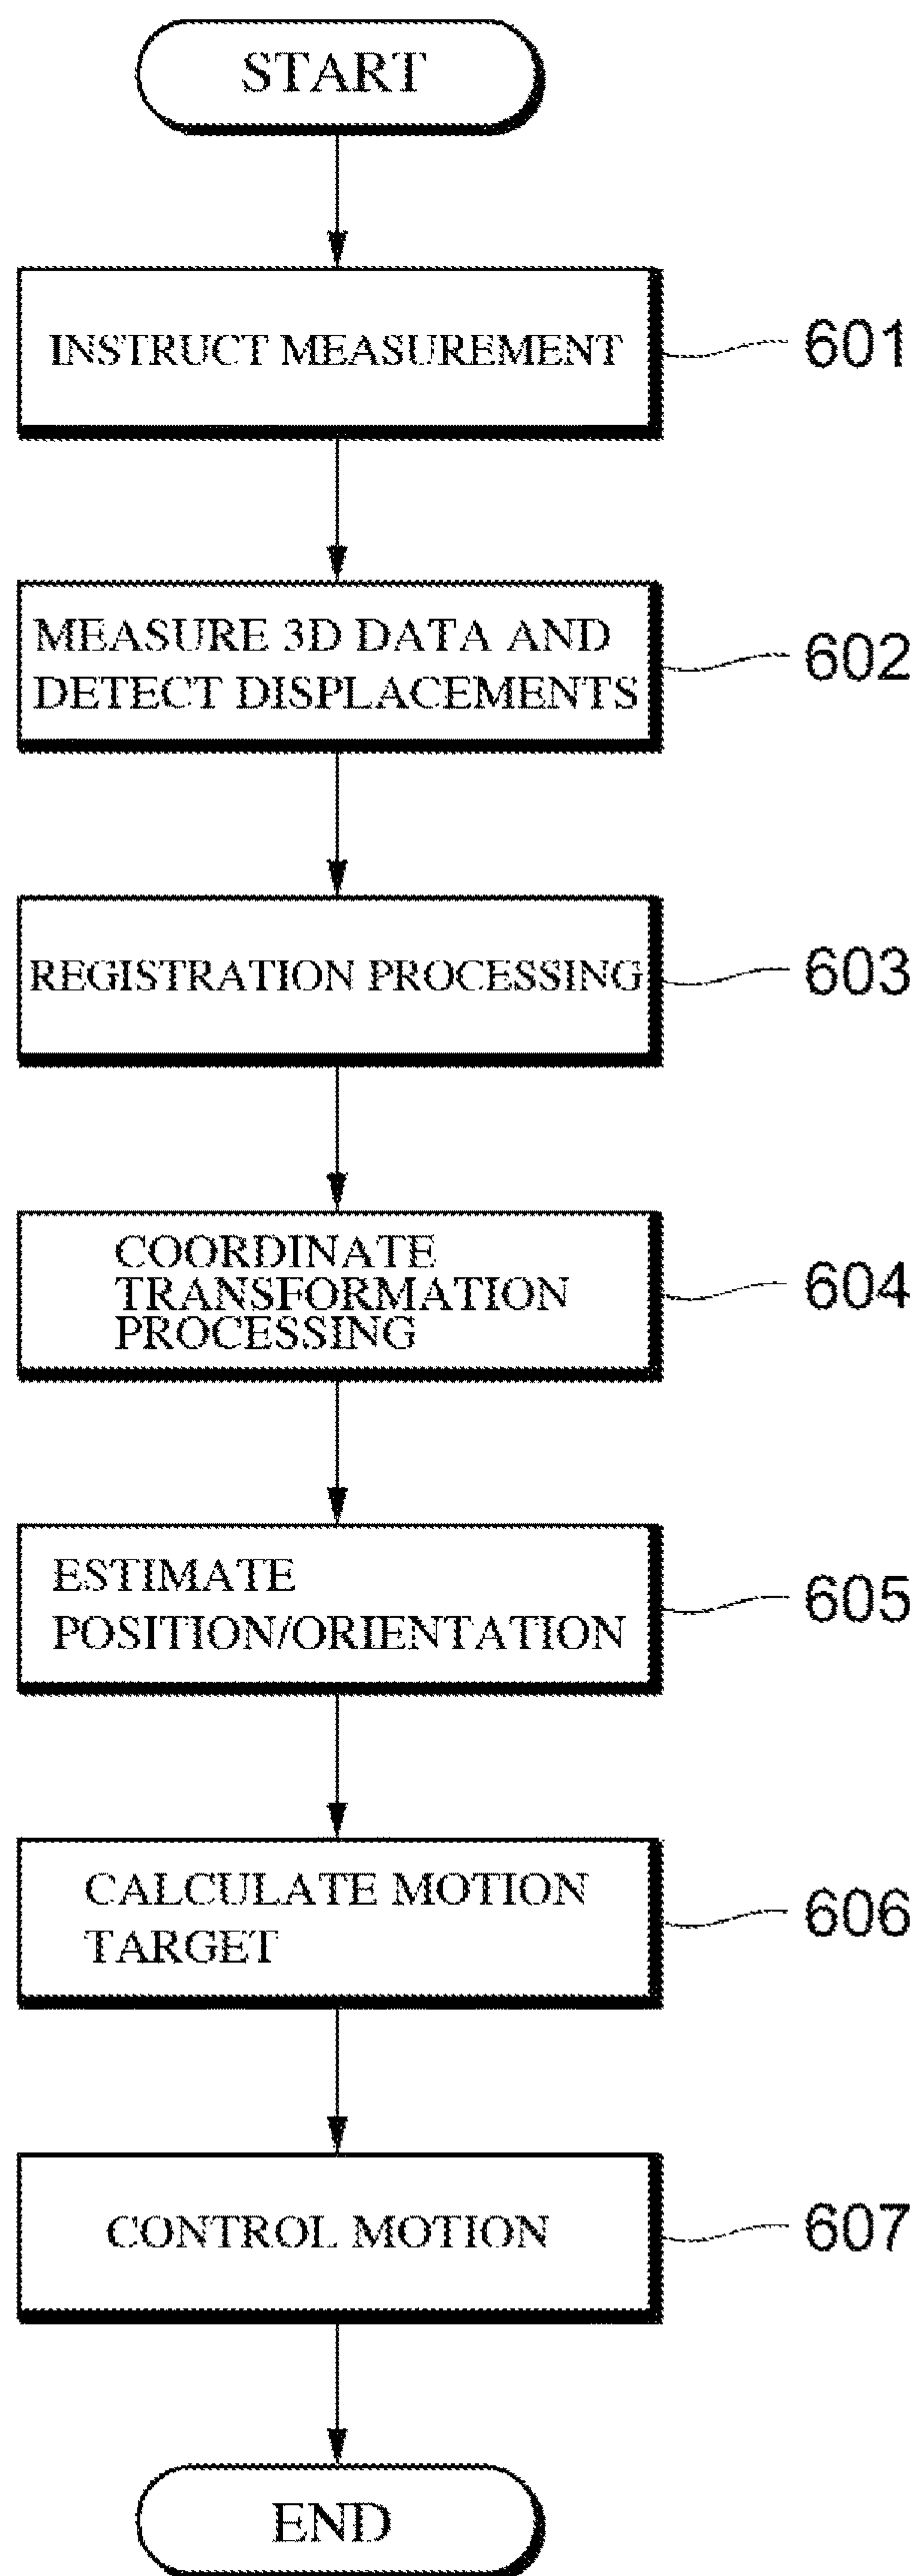 START
INSTRUCT MEASUREMENT
601
MEASURE 3D DATA AND
DETECT DISPLACEMENTS
602
REGISTRATION PROCESSING
603
COORDINATE
TRANSFORMATION
PROCESSING
604
ESTIMATE
POSITION/ORIENTATION
605
CALCULATE MOTION
TARGET
606
CONTROL MOTION
607
END